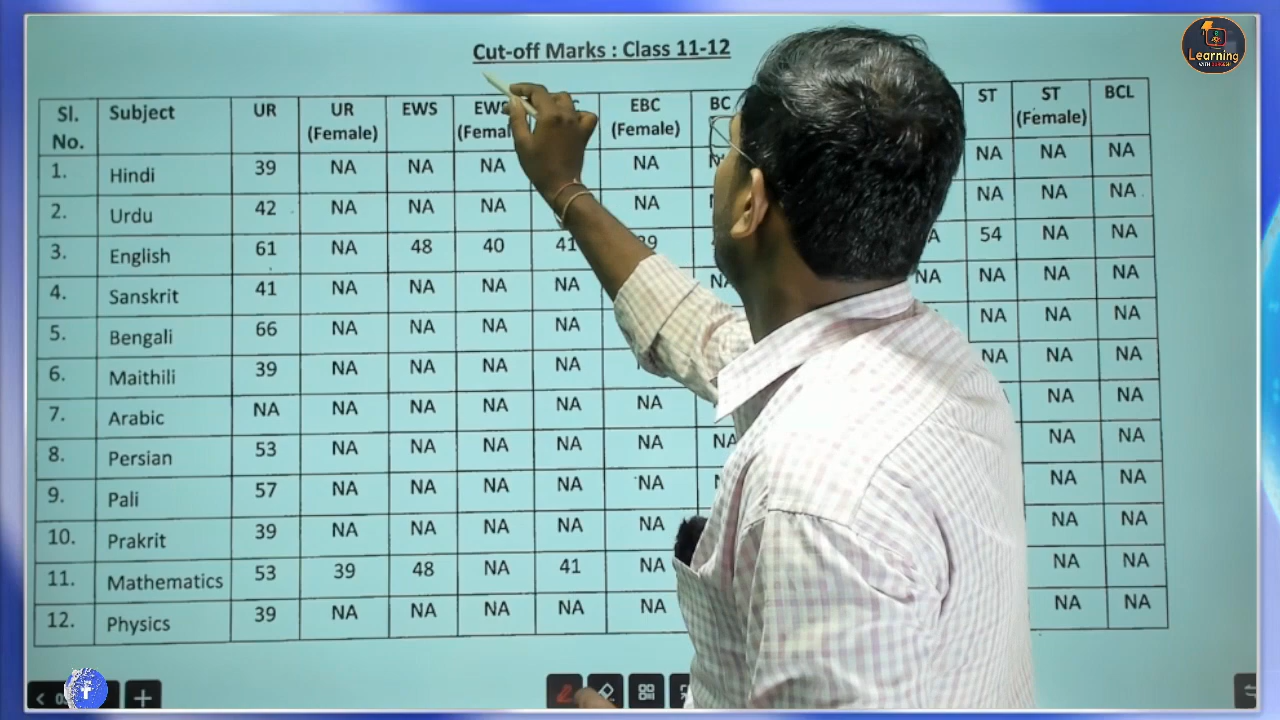 Cut-off Marks : Class 11-12
Learning
Sl. No. Subject UR UR (Female) EWS EBC (Female) BC ST ST (Female) BCL
1. Hindi 39 NA NA NA NA NA NA NA
2. Urdu 42 NA NA NA NA NA NA NA
3. English 61 NA 48 40 41 54 NA NA
4. Sanskrit 41 NA NA NA NA NA NA NA NA
5. Bengali 66 NA NA NA NA NA NA NA
6. Maithili 39 NA NA NA NA NA NA NA
7. Arabic NA NA NA NA NA NA NA NA
8. Persian 53 NA NA NA NA NA NA NA NA
9. Pali 57 NA NA NA NA NA NA NA
10. Prakrit 39 NA NA NA NA NA NA NA
11. Mathematics 53 39 48 NA 41 NA NA NA
12. Physics 39 NA NA NA NA NA NA NA